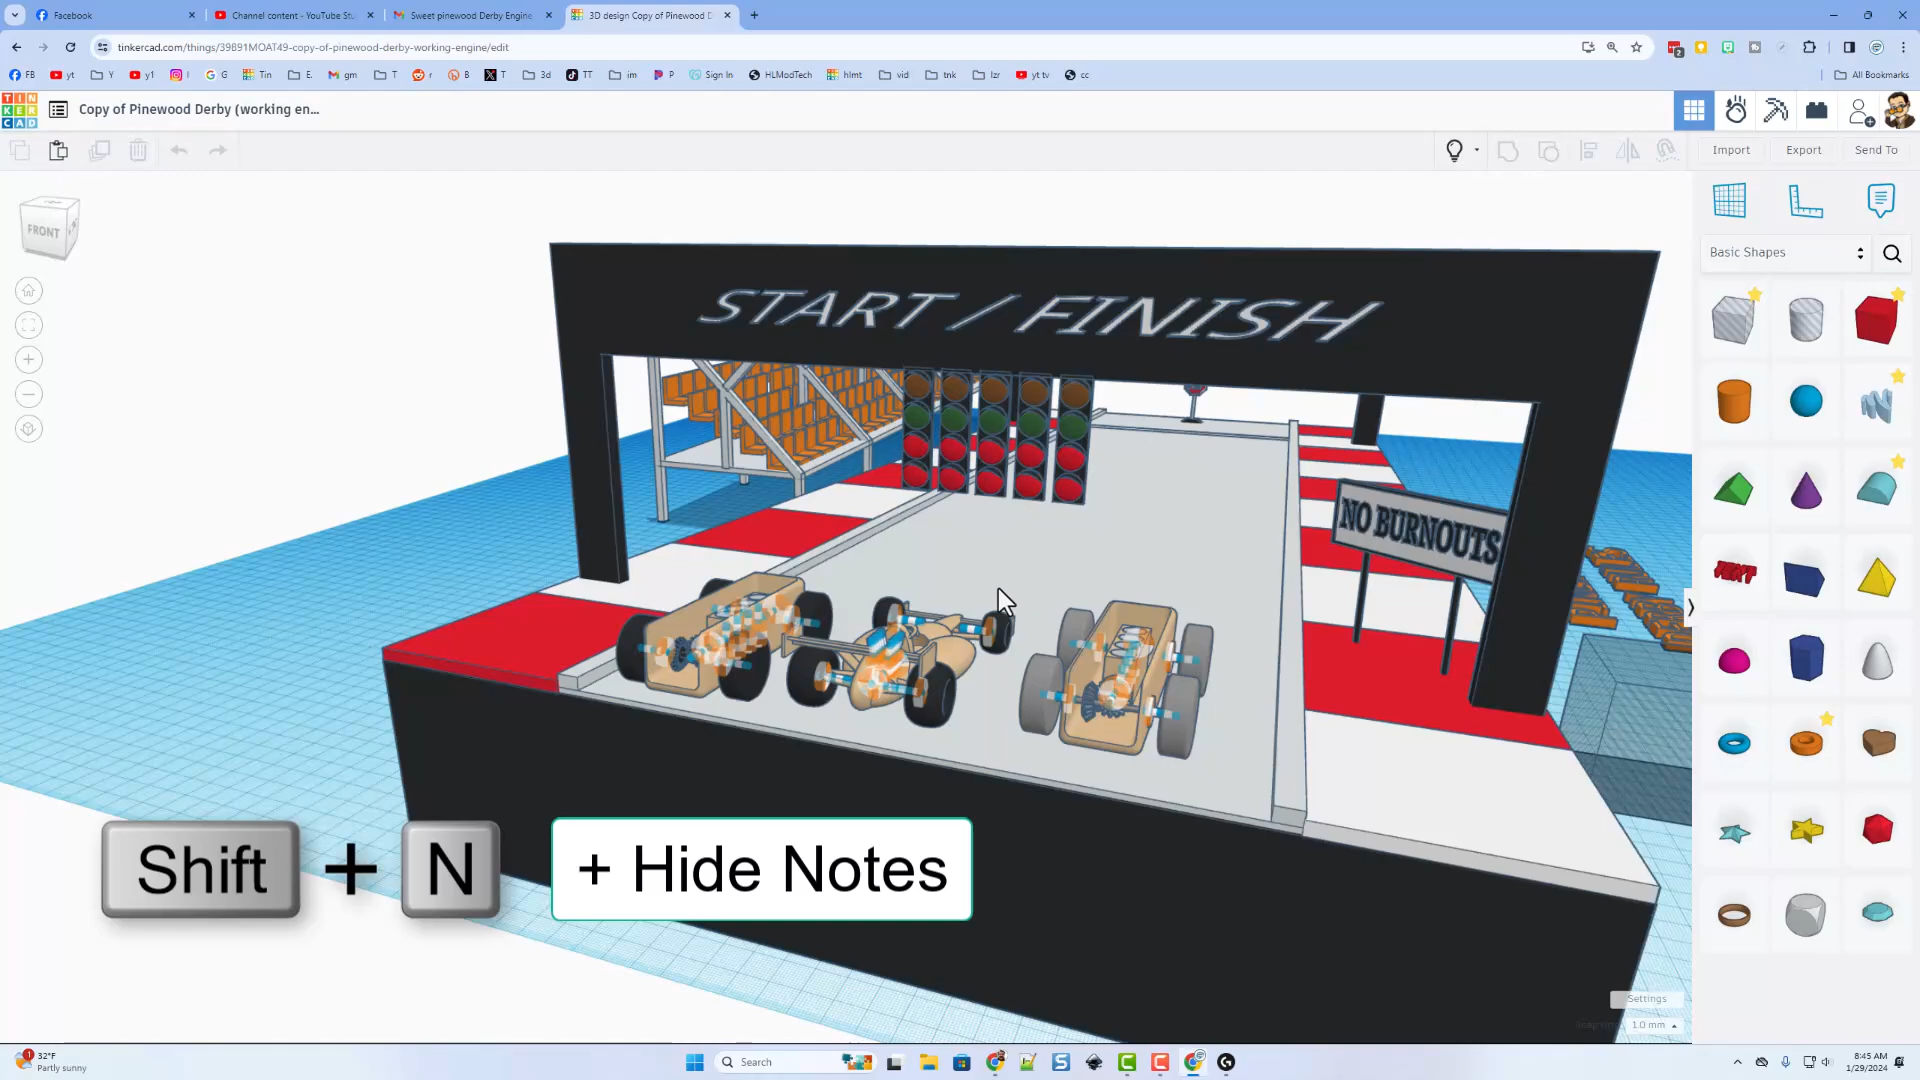 Facebook
Channel content - YouTube Stu
Sweet pinewood Derby Engine
3D design Copy of Pinewood D
tinkercad.com/things/39B91MOAT49-copy-of-pinewood-derby-working-engine/edit
FB
yt
Y
y1
I
G
Tin
E.
gm
T
r
B
T
3d
TT
im
P
Sign In
HLModTech
hlmt
vid
tnk
lzr
yt tv
cc
All Bookmarks
TIN
KER
CAD
Copy of Pinewood Derby (working en...
Import
Export
Send To
FRONT
Basic Shapes
START / FINISH
NO BURNOUTS
TEXT
Shift + N + Hide Notes
Settings
1.0 mm
32°F
Partly sunny
Search
8:45 AM
1/29/2024